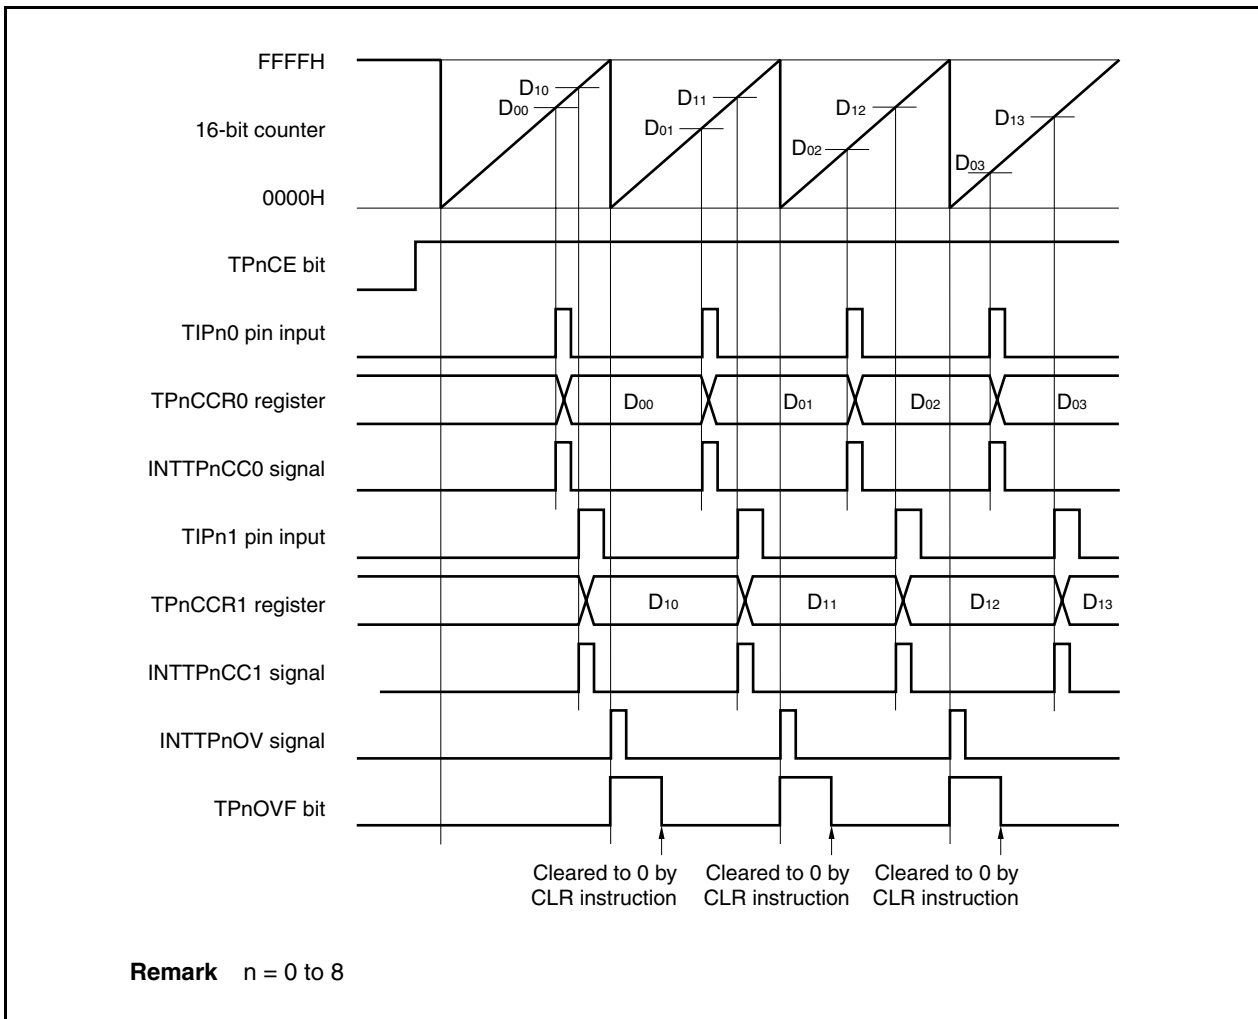 FFFFH
D10
D00
D11
D01
D12
D02
D13
D03
16-bit counter
0000H
TPnCE bit
TIPn0 pin input
TPnCCR0 register
D00
D01
D02
D03
INTTPnCC0 signal
TIPn1 pin input
TPnCCR1 register
D10
D11
D12
D13
INTTPnCC1 signal
INTTPnOV signal
TPnOVF bit
Cleared to 0 by
CLR instruction
Cleared to 0 by
CLR instruction
Cleared to 0 by
CLR instruction
Remark n = 0 to 8